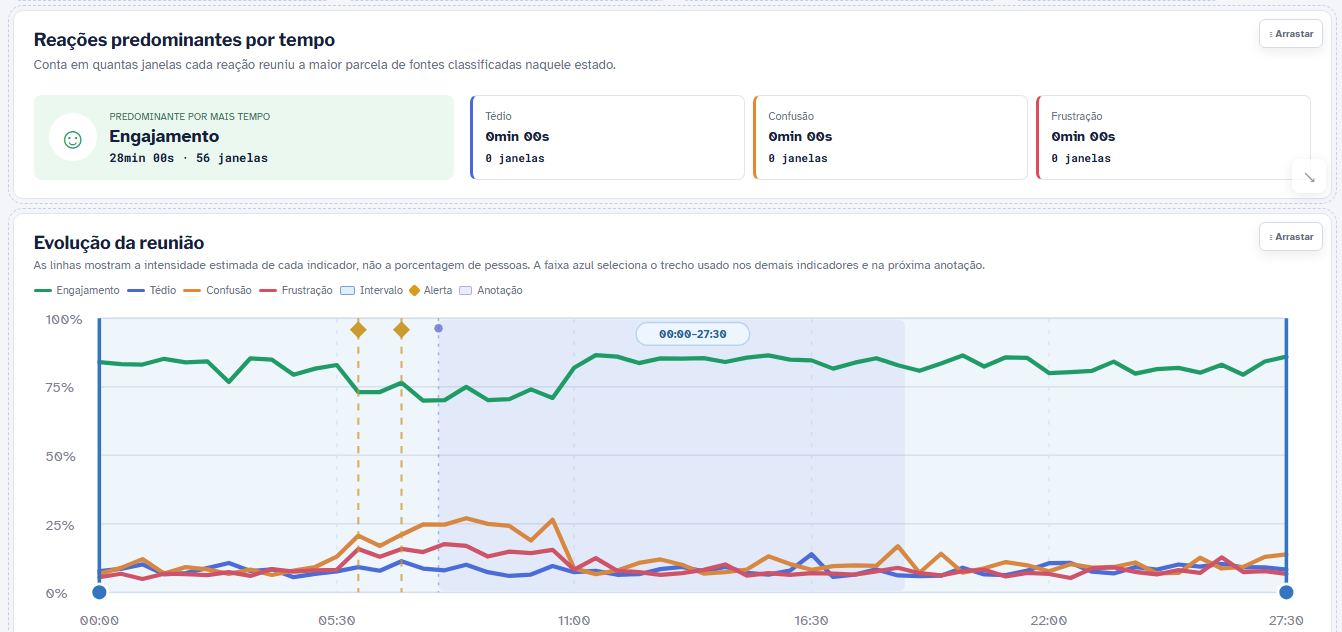 Reações predominantes por tempo
Arrastar
Conta em quantas janelas cada reação reuniu a maior parcela de fontes classificadas naquele estado.
PREDOMINANTE POR MAIS TEMPO
Engajamento
28min 00s · 56 janelas
Tédio
0min 00s
0 janelas
Confusão
0min 00s
0 janelas
Frustração
0min 00s
0 janelas
Evolução da reunião
Arrastar
As linhas mostram a intensidade estimada de cada indicador, não a porcentagem de pessoas. A faixa azul seleciona o trecho usado nos demais indicadores e na próxima anotação.
Engajamento Tédio Confusão Frustração Intervalo Alerta Anotação
100%
00:00–27:30
75%
50%
25%
0%
00:00 05:30 11:00 16:30 22:00 27:30